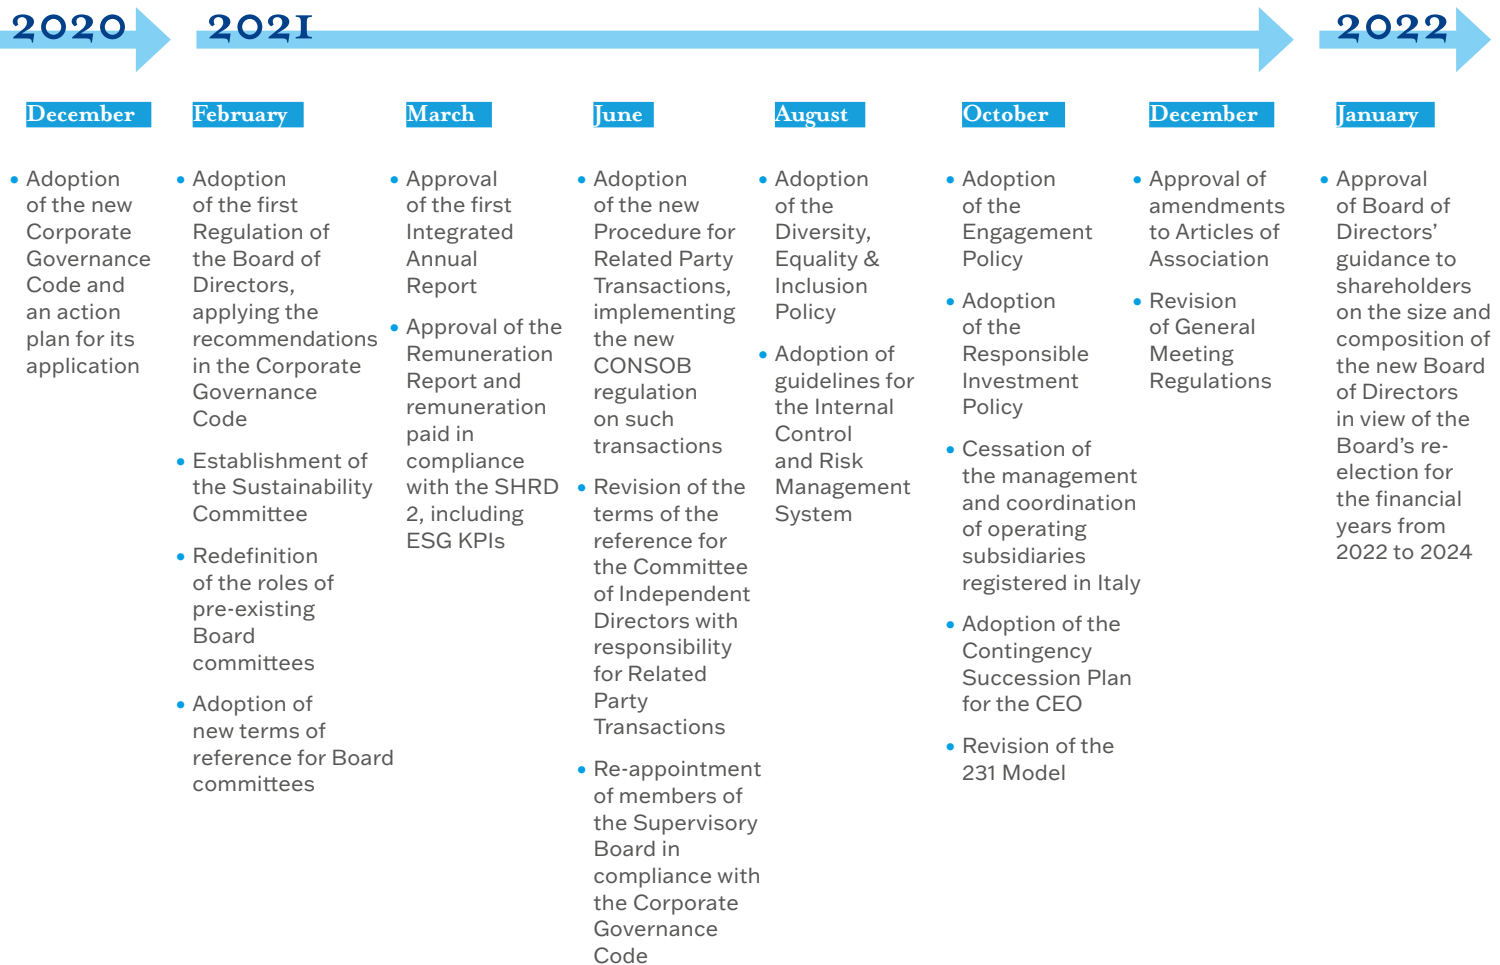 2020
2021
2022
December
• Adoption
of the new
Corporate
Governance
Code and
an action
plan for its
application
February
• Adoption
of the first
Regulation of
the Board of
Directors,
applying the
recommendations
in the Corporate
Governance
Code
• Establishment of
the Sustainability
Committee
• Redefinition
of the roles of
pre-existing
Board
committees
• Adoption of
new terms of
reference for Board
committees
March
• Approval
of the first
Integrated
Annual
Report
• Approval of the
Remuneration
Report and
remuneration
paid in
compliance
with the SHRD
2, including
ESG KPIs
June
• Adoption
of the new
Procedure for
Related Party
Transactions,
implementing
the new
CONSOB
regulation
on such
transactions
• Revision of the
terms of the
reference for
the Committee
of Independent
Directors with
responsibility
for Related
Party
Transactions
• Re-appointment
of members of
the Supervisory
Board in
compliance with
the Corporate
Governance
Code
August
• Adoption
of the
Diversity,
Equality &
Inclusion
Policy
• Adoption of
guidelines for
the Internal
Control
and Risk
Management
System
October
• Adoption
of the
Engagement
Policy
• Adoption
of the
Responsible
Investment
Policy
• Cessation of
the management
and coordination
of operating
subsidiaries
registered in Italy
• Adoption of the
Contingency
Succession Plan
for the CEO
• Revision of the
231 Model
December
• Approval of
amendments
to Articles of
Association
• Revision
of General
Meeting
Regulations
January
• Approval
of Board of
Directors'
guidance to
shareholders
on the size and
composition of
the new Board
of Directors
in view of the
Board's re-
election for
the financial
years from
2022 to 2024